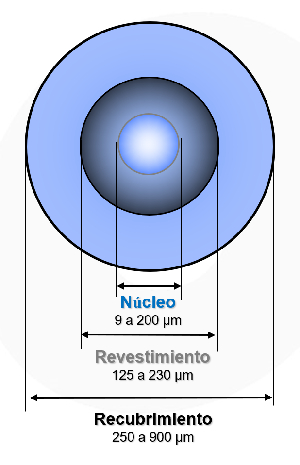 Núcleo
9 a 200 µm
Revestimiento
125 a 230 µm
Recubrimiento
250 a 900 µm